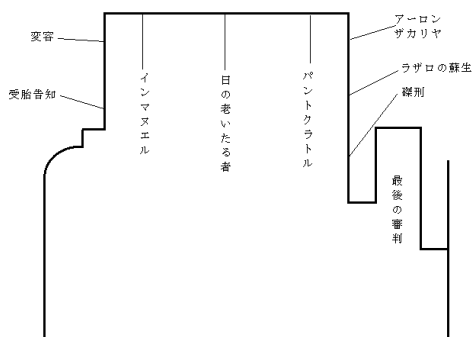 変容
受胎告知
インマヌエル
日の老いたる者
パントクラトル
アーロン
ザカリヤ
ラザロの蘇生
磔刑
最後の審判